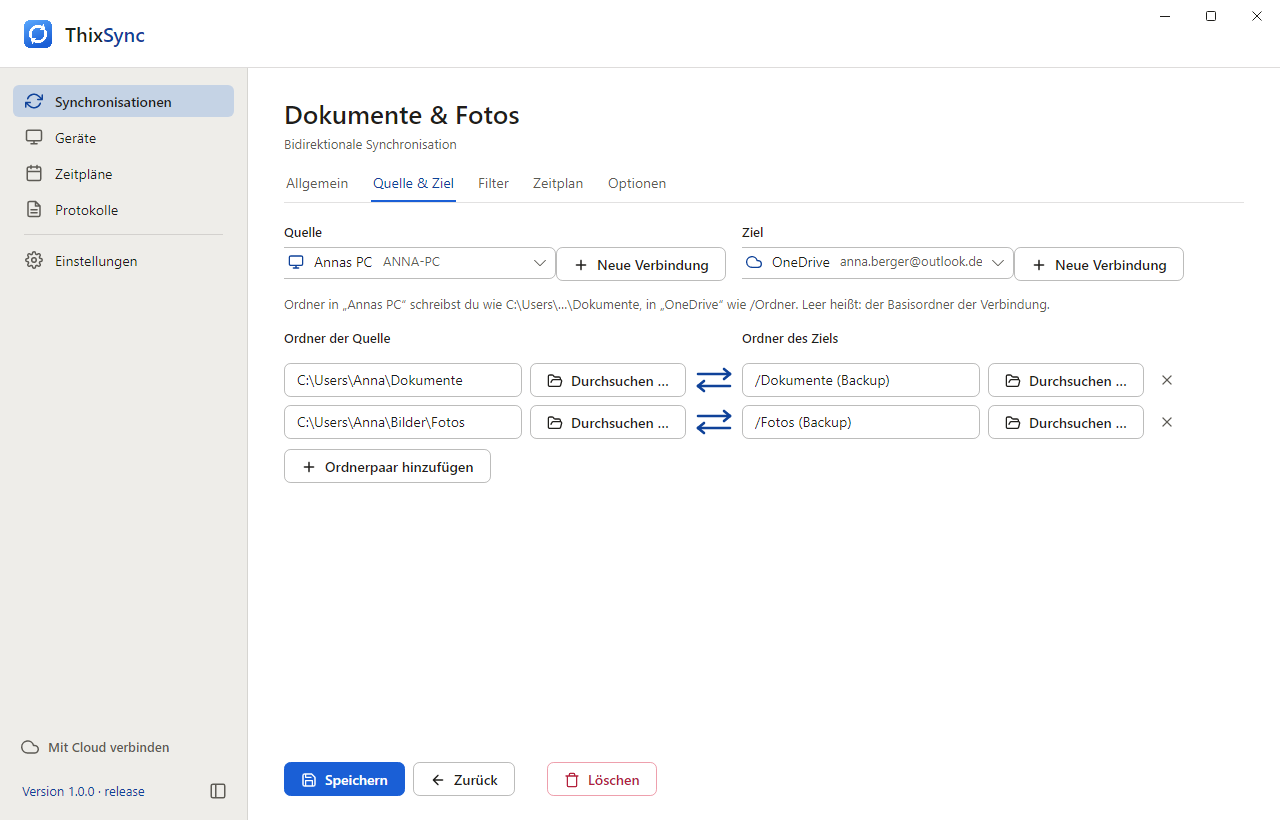 ThixSync
Synchronisationen
Geräte
Zeitpläne
Protokolle
Einstellungen
Mit Cloud verbinden
Version 1.0.0 · release
Dokumente & Fotos
Bidirektionale Synchronisation
Allgemein Quelle & Ziel Filter Zeitplan Optionen
Quelle Ziel
Annas PC ANNA-PC Neue Verbindung OneDrive anna.berger@outlook.de Neue Verbindung
Ordner in „Annas PC“ schreibst du wie C:\Users\...\Dokumente, in „OneDrive“ wie /Ordner. Leer heißt: der Basisordner der Verbindung.
Ordner der Quelle Ordner des Ziels
C:\Users\Anna\Dokumente Durchsuchen ... /Dokumente (Backup) Durchsuchen ...
C:\Users\Anna\Bilder\Fotos Durchsuchen ... /Fotos (Backup) Durchsuchen ...
Ordnerpaar hinzufügen
Speichern Zurück Löschen